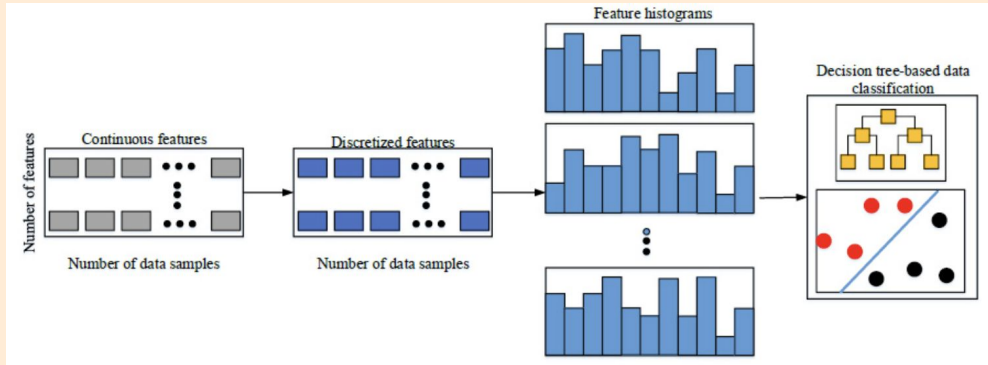 Feature histograms
Decision tree-based data
classification
Continuous features
Discretized features
Number of features
Number of data samples
Number of data samples